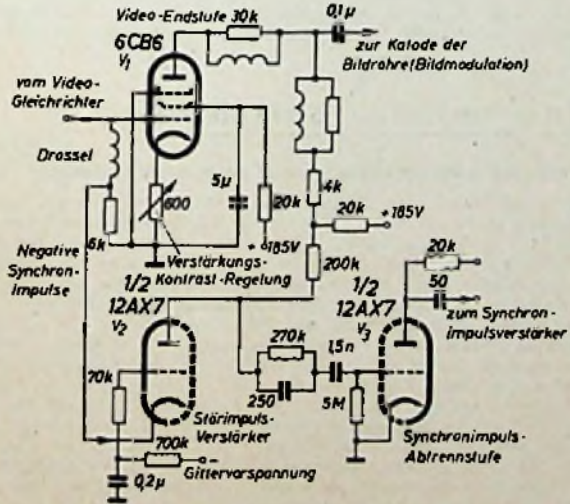 Video-Endstufe 30k
0,1µ
6CB6
V1
zur Katode der
Bildröhre (Bildmodulation)
vom Video-
Gleichrichter
Drossel
600
5µ
20k
4k
20k
+185V
+185V
6k
Verstärkungs-
Kontrast-Regelung
200k
Negative
Synchron-
Impulse
1/2
12AX7
V2
1/2
12AX7
V3
20k
50
zum Synchron-
impulsverstärker
270k
250
1,5n
5M
70k
Störimpuls-
Verstärker
700k
Gittervorspannung
0,2µ
Synchronimpuls-
Abtrennstufe